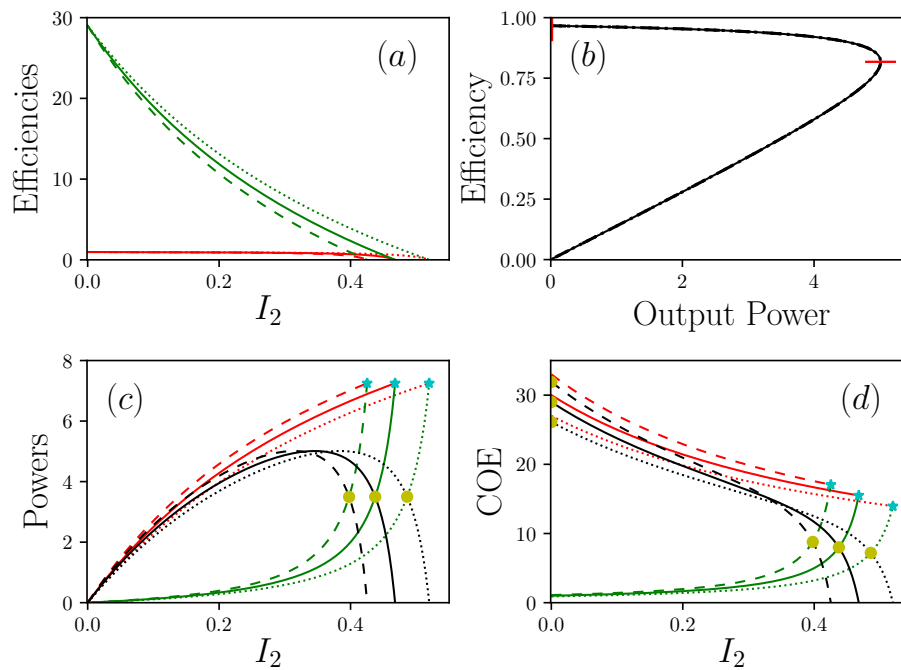 30
20
10
0
0.0
0.2
0.4
Efficiencies
I₂
(a)
1.00
0.75
0.50
0.25
0.00
0
2
4
Efficiency
Output Power
(b)
8
6
4
2
0
0.0
0.2
0.4
Powers
I₂
(c)
30
20
10
0
0.0
0.2
0.4
COE
I₂
(d)